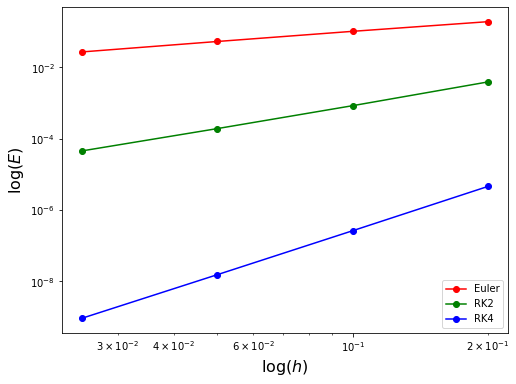 log(E)
10⁻²
10⁻⁴
10⁻⁶
10⁻⁸
Euler
RK2
RK4
3 × 10⁻² 4 × 10⁻² 6 × 10⁻² 10⁻¹ 2 × 10⁻¹
log(h)